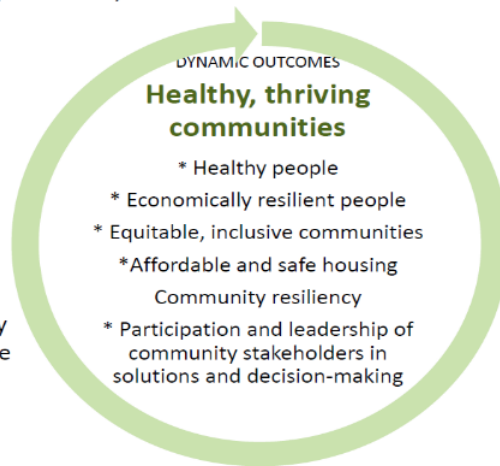 DYNAMIC OUTCOMES
Healthy, thriving
communities
* Healthy people
* Economically resilient people
* Equitable, inclusive communities
*Affordable and safe housing
Community resiliency
* Participation and leadership of
community stakeholders in
solutions and decision-making